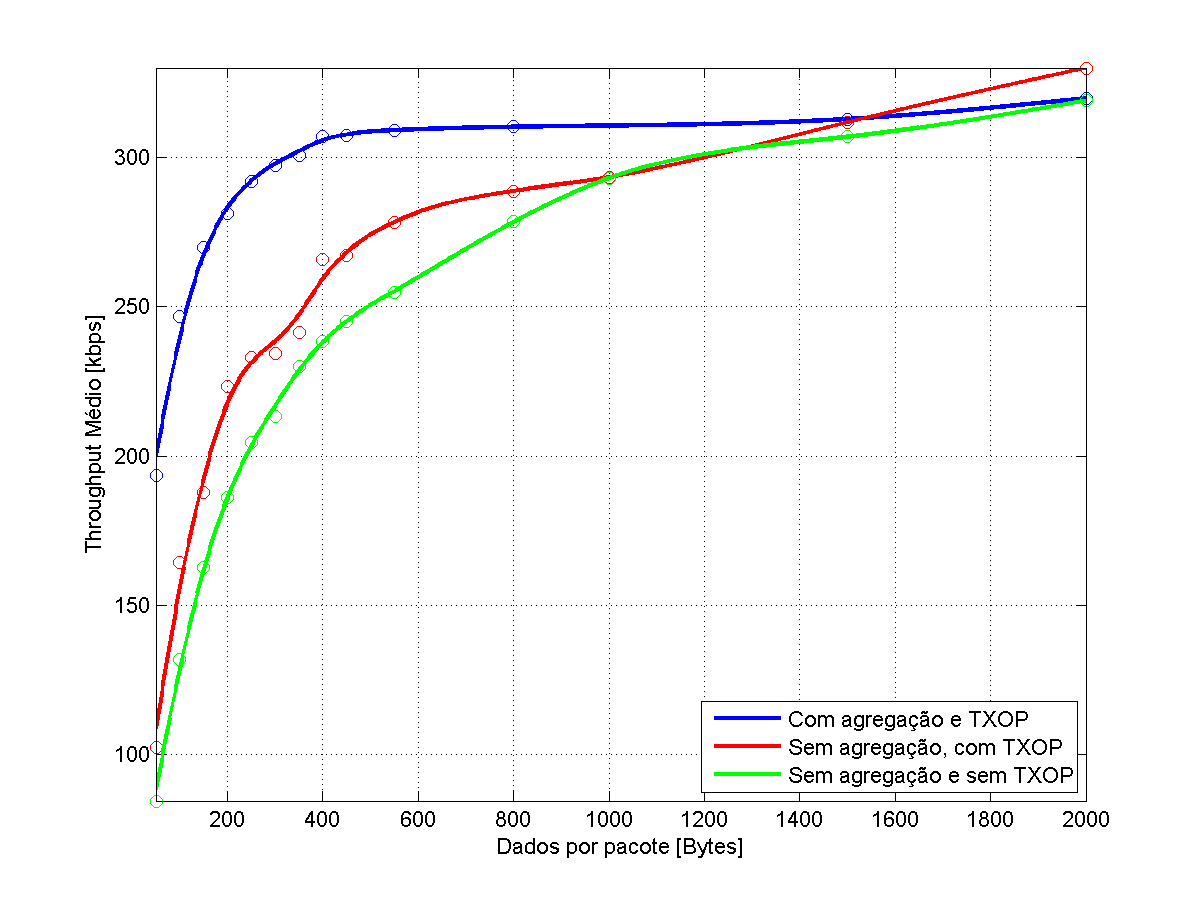 300
250
200
150
100
Throughput Médio [kbps]
Com agregação e TXOP
Sem agregação, com TXOP
Sem agregação e sem TXOP
200 400 600 800 1000 1200 1400 1600 1800 2000
Dados por pacote [Bytes]